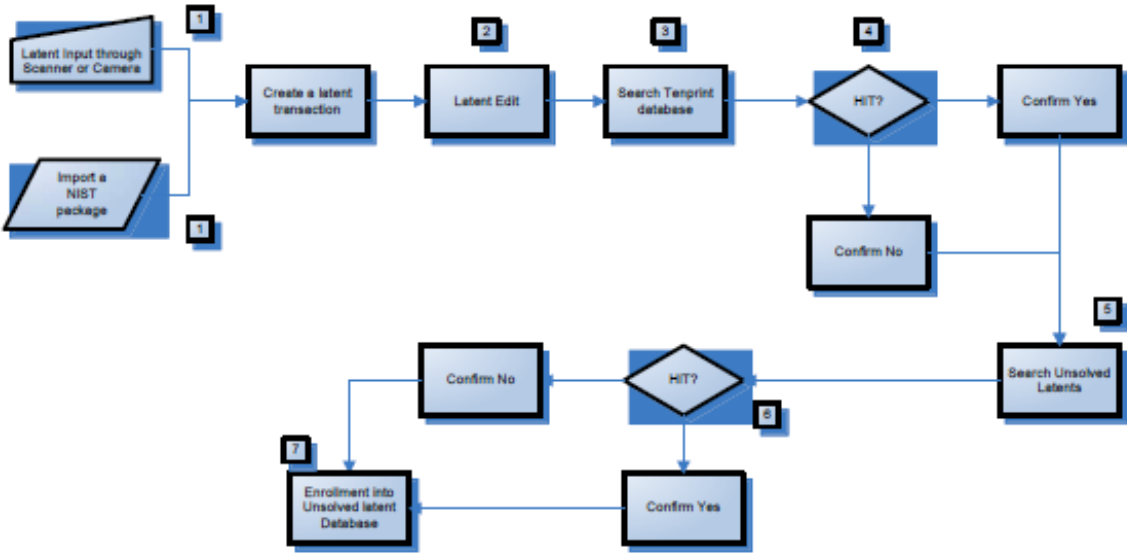 1
Latent Input through
Scanner or Camera
2
3
4
Create a latent
transaction
Latent Edit
Search Tenprint
database
HIT?
Confirm Yes
Import a
NIST
package
1
Confirm No
5
Search Unsolved
Latents
HIT?
Confirm No
6
7
Enrollment into
Unsolved latent
Database
Confirm Yes